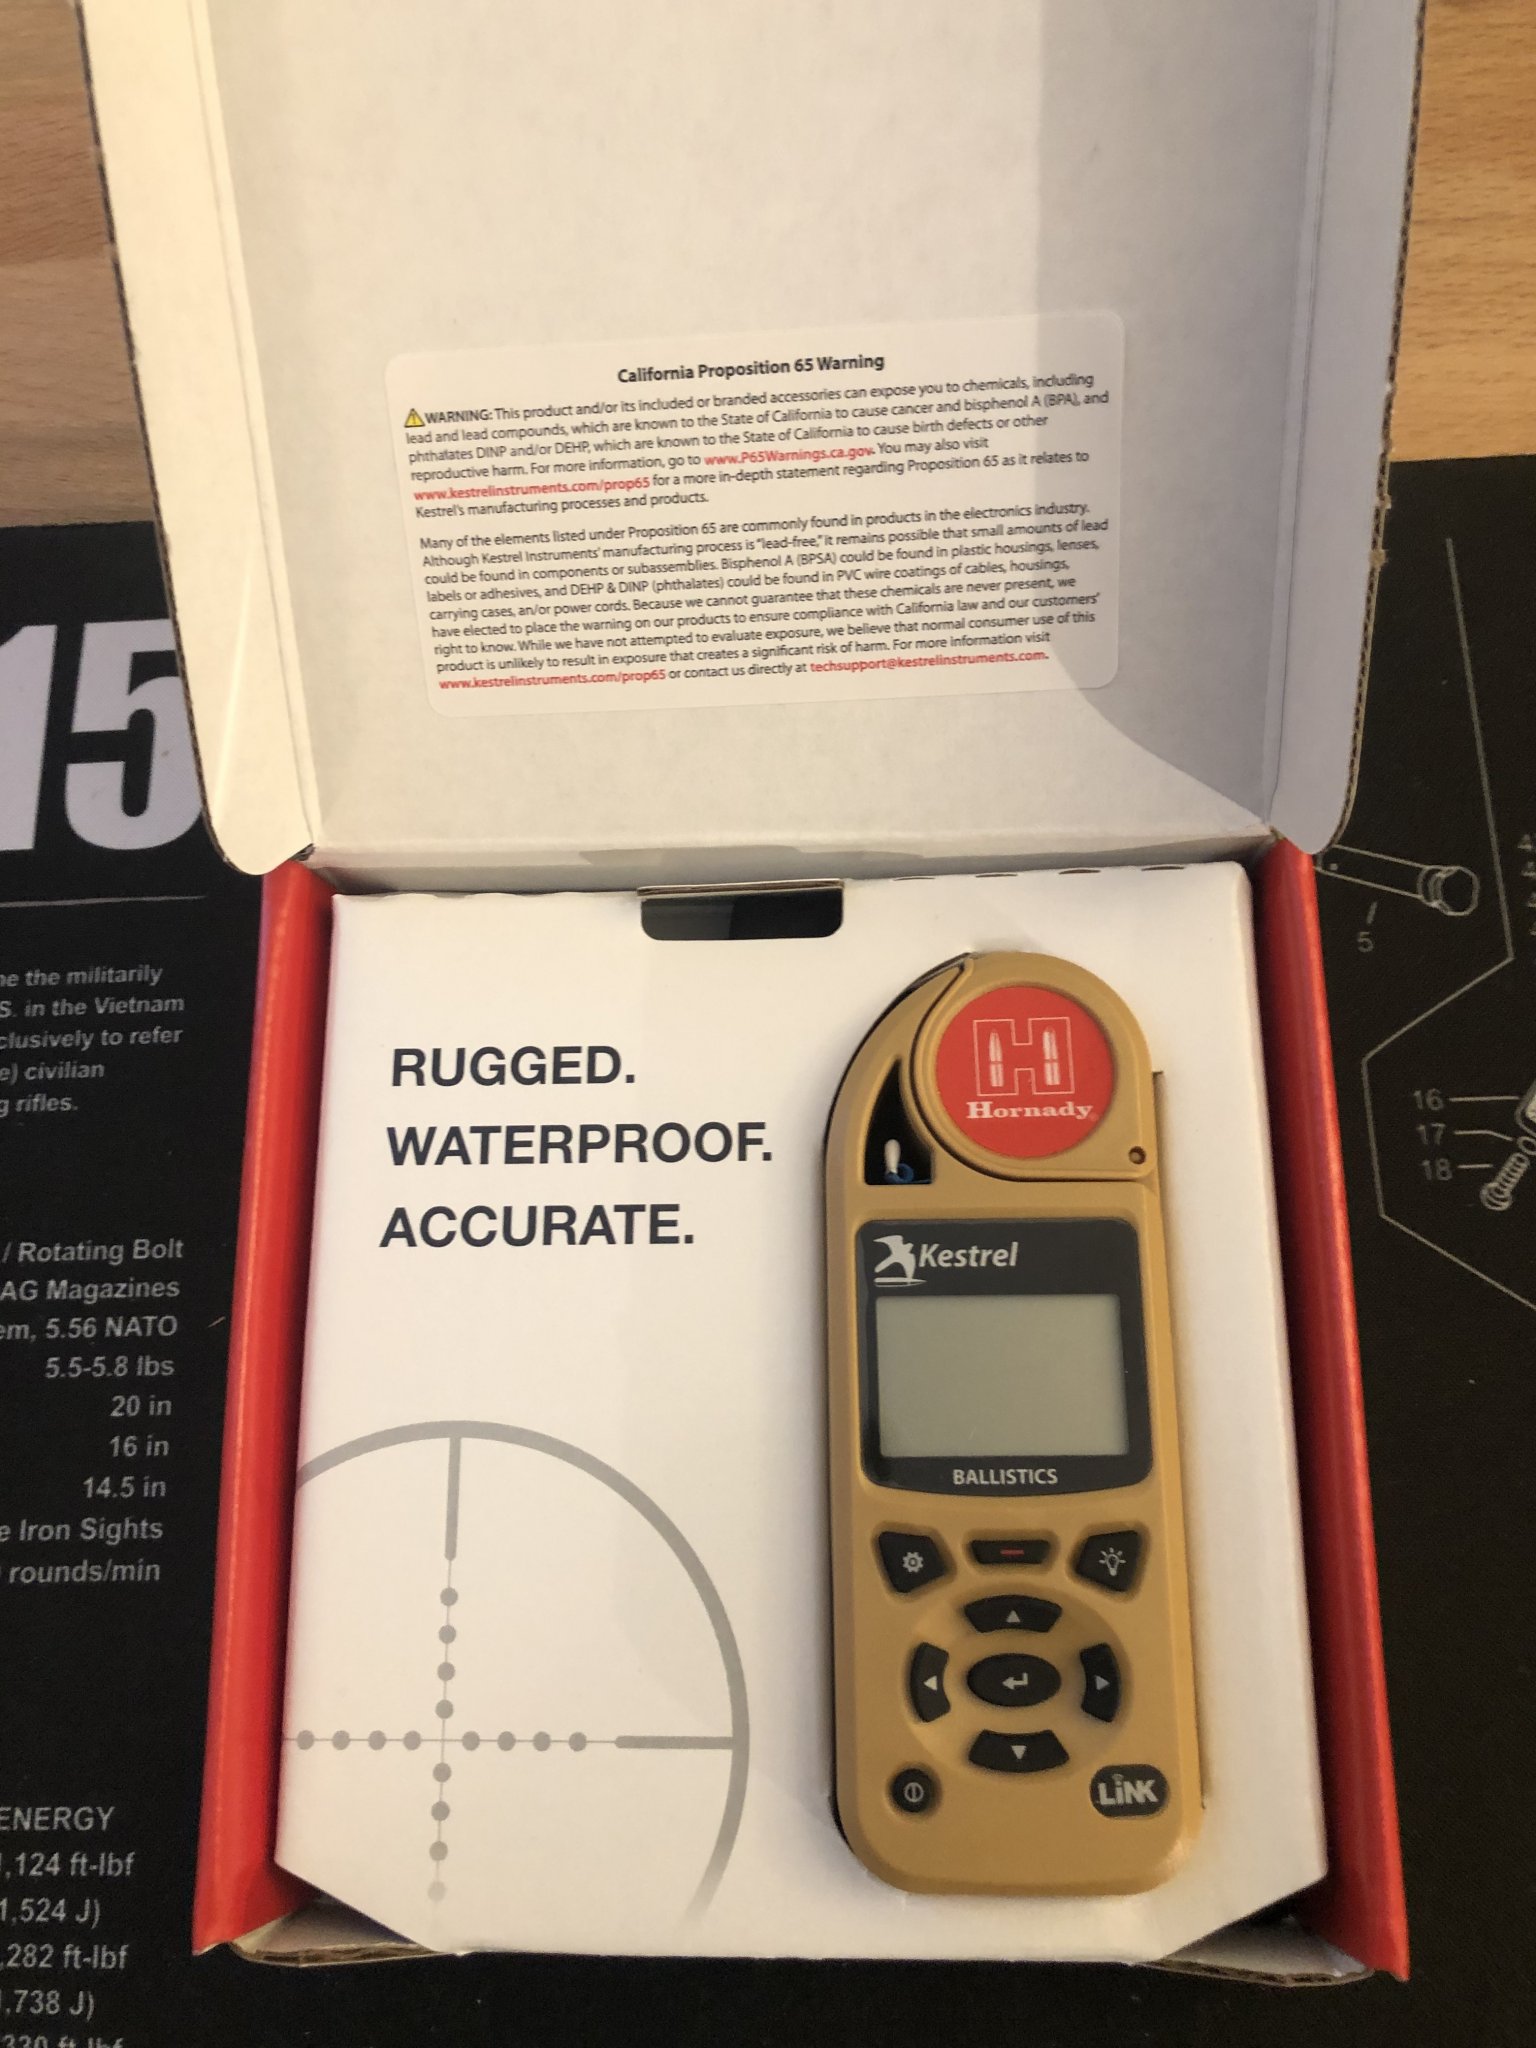 California Proposition 65 Warning
WARNING: This product and/or its included or branded accessories can expose you to chemicals, including
lead and lead compounds, which are known to the State of California to cause cancer and bisphenol A (BPA), and
phthalates DINP and/or DEHP, which are known to the State of California to cause birth defects or other
reproductive harm. For more information, go to www.P65Warnings.ca.gov. You may also visit
www.kestrelinstruments.com/prop65 for a more in-depth statement regarding Proposition 65 as it relates to
Kestrel's manufacturing processes and products.
Many of the elements listed under Proposition 65 are commonly found in products in the electronics industry.
Although Kestrel Instruments' manufacturing process is "lead-free," it remains possible that small amounts of lead
could be found in components or subassemblies. Bisphenol A (BPSA) could be found in plastic housings, lenses,
labels or adhesives, and DEHP & DINP (phthalates) could be found in PVC wire coatings of cables, housings,
carrying cases, an/or power cords. Because we cannot guarantee that these chemicals are never present, we
have elected to place the warning on our products to ensure compliance with California law and our customers'
right to know. While we have not attempted to evaluate exposure, we believe that normal consumer use of this
product is unlikely to result in exposure that creates a significant risk of harm. For more information visit
www.kestrelinstruments.com/prop65 or contact us directly at techsupport@kestrelinstruments.com.
15
the militarily
S. in the Vietnam
to refer
civilian
rifles.
/ Rotating Bolt
Magazines
5.56 NATO
5.5-5.8 lbs
20 in
16 in
14.5 in
Iron Sights
rounds/min
ENERGY
,124 ft-lbf
1,524 J)
,282 ft-lbf
,738 J)
RUGGED.
WATERPROOF.
ACCURATE.
H
Hornady
Kestrel
BALLISTICS
LiNK
5
16
17
18